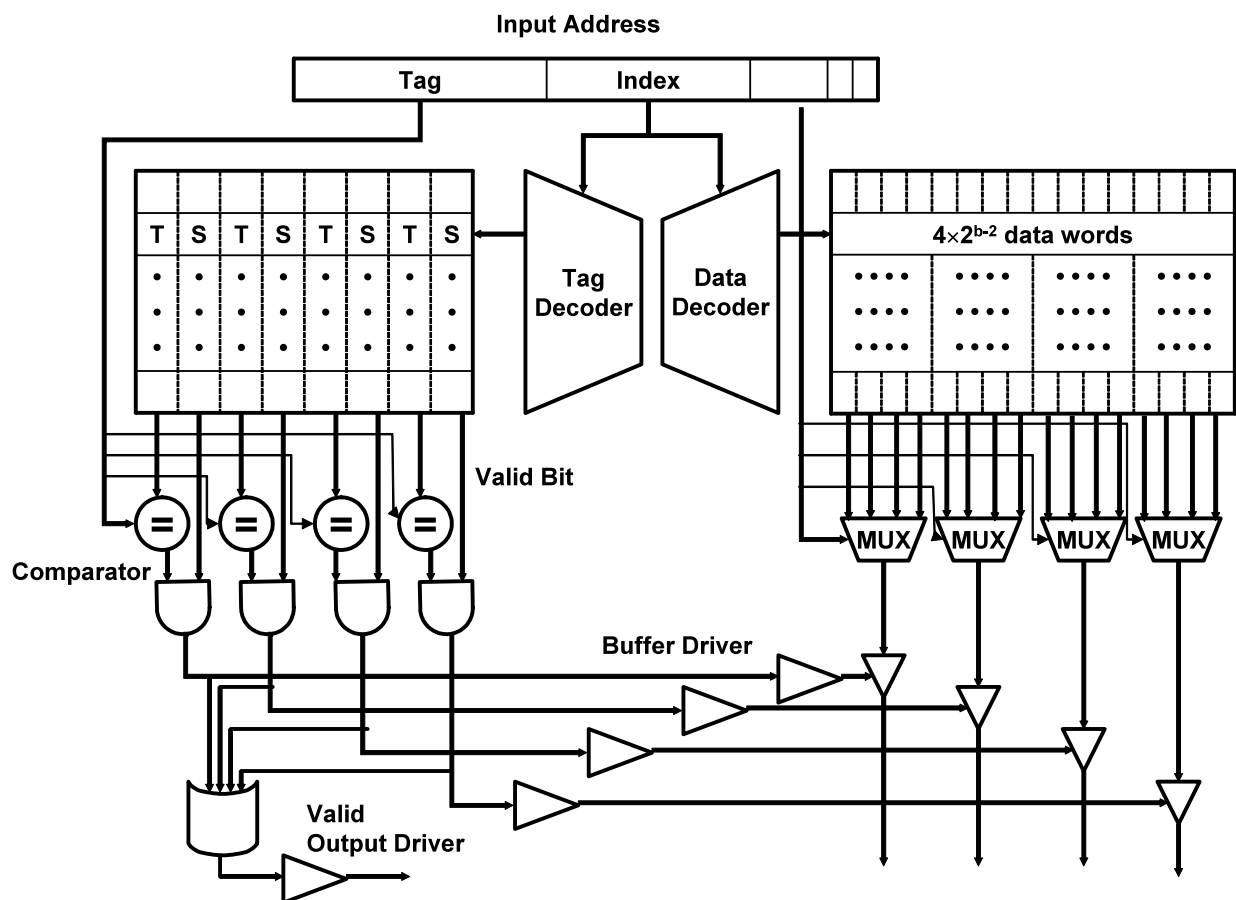 Input Address
Tag Index
T S T S T S T S
Tag
Decoder
Data
Decoder
4×2ᵇ⁻² data words
Valid Bit
= = = =
MUX MUX MUX MUX
Comparator
Buffer Driver
Valid
Output Driver